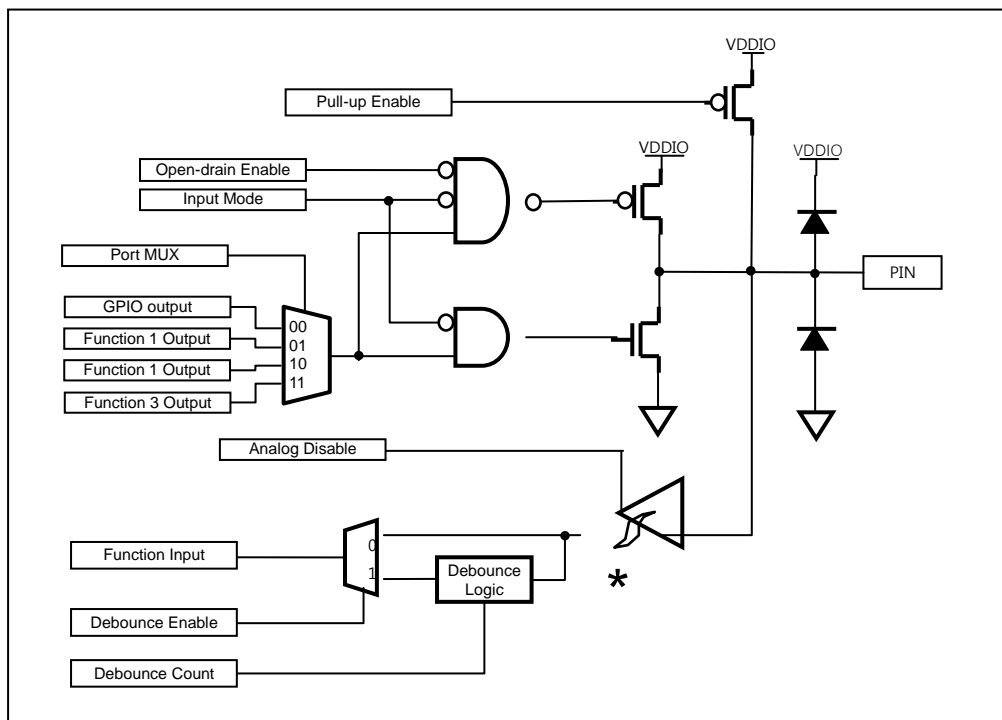 VDDIO
Pull-up Enable
VDDIO
VDDIO
Open-drain Enable
Input Mode
Port MUX
PIN
GPIO output
00
Function 1 Output
01
Function 1 Output
10
Function 3 Output
11
Analog Disable
Function Input
0
1
Debounce
Logic
*
Debounce Enable
Debounce Count